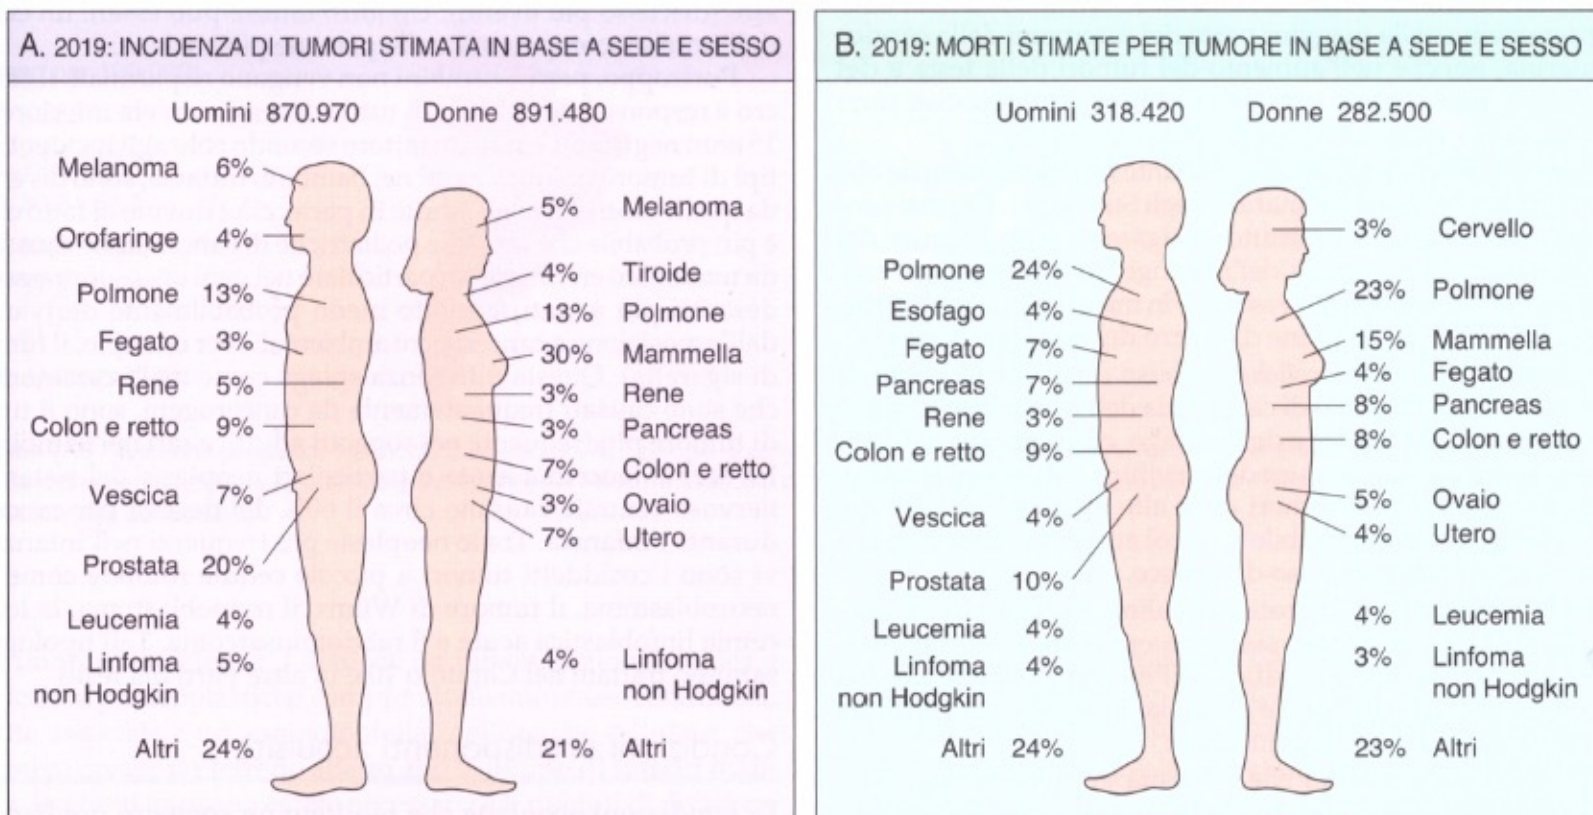 A. 2019: INCIDENZA DI TUMORI STIMATA IN BASE A SEDE E SESSO
Uomini 870.970 Donne 891.480
Melanoma 6%
Orofaringe 4%
Polmone 13%
Fegato 3%
Rene 5%
Colon e retto 9%
Vescica 7%
Prostata 20%
Leucemia 4%
Linfoma 5%
non Hodgkin
Altri 24%
5% Melanoma
4% Tiroide
13% Polmone
30% Mammella
3% Rene
3% Pancreas
7% Colon e retto
3% Ovaio
7% Utero
4% Linfoma
non Hodgkin
21% Altri
B. 2019: MORTI STIMATE PER TUMORE IN BASE A SEDE E SESSO
Uomini 318.420 Donne 282.500
Polmone 24%
Esofago 4%
Fegato 7%
Pancreas 7%
Rene 3%
Colon e retto 9%
Vescica 4%
Prostata 10%
Leucemia 4%
Linfoma 4%
non Hodgkin
Altri 24%
3% Cervello
23% Polmone
15% Mammella
4% Fegato
8% Pancreas
8% Colon e retto
5% Ovaio
4% Utero
4% Leucemia
3% Linfoma
non Hodgkin
23% Altri